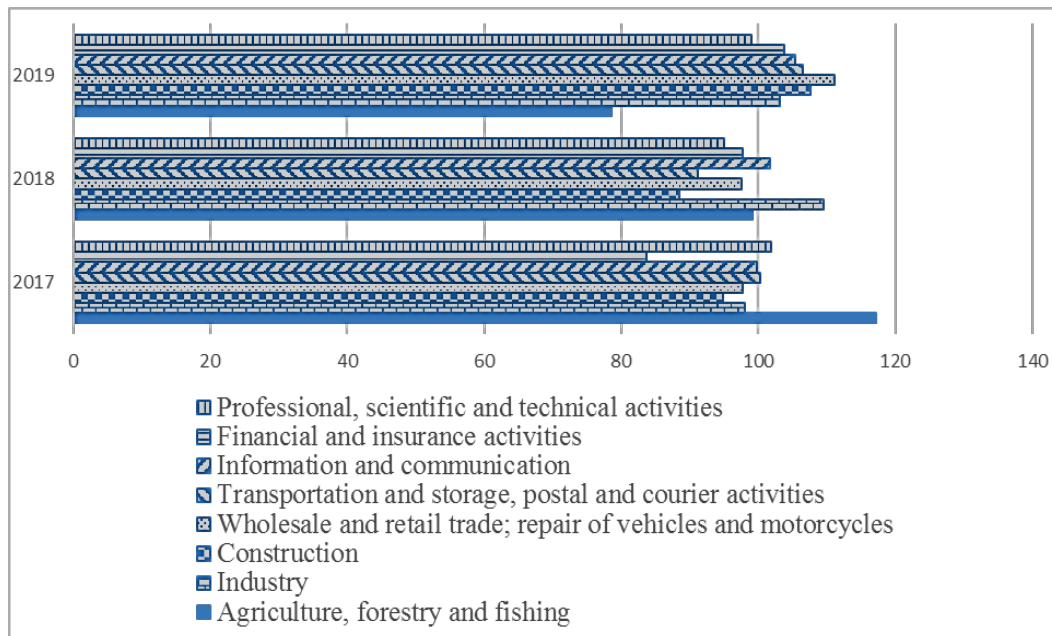 2019
2018
2017
0 20 40 60 80 100 120 140
Professional, scientific and technical activities
Financial and insurance activities
Information and communication
Transportation and storage, postal and courier activities
Wholesale and retail trade; repair of vehicles and motorcycles
Construction
Industry
Agriculture, forestry and fishing